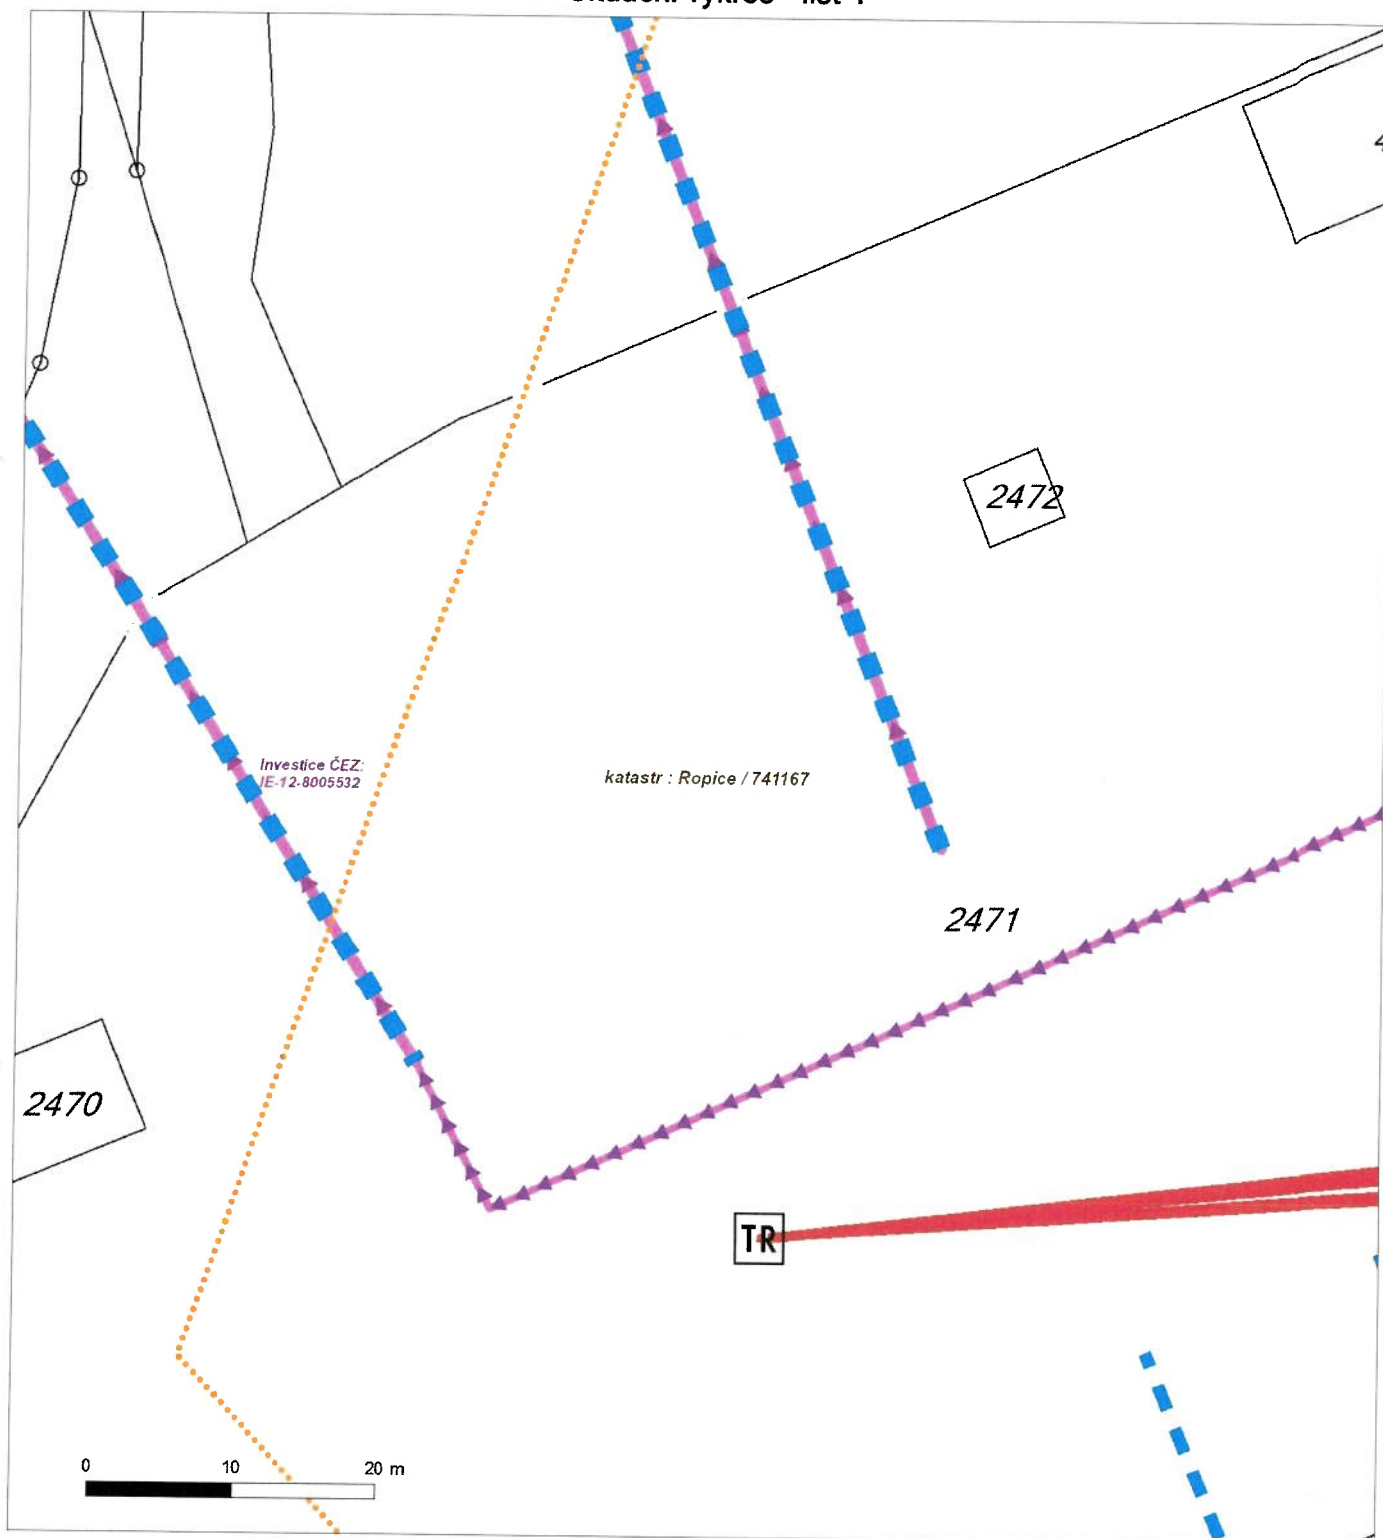 2472
Investice ČEZ:
IE-12-8005532
katastr : Ropice / 741167
2471
2470
TR
0 10 20 m